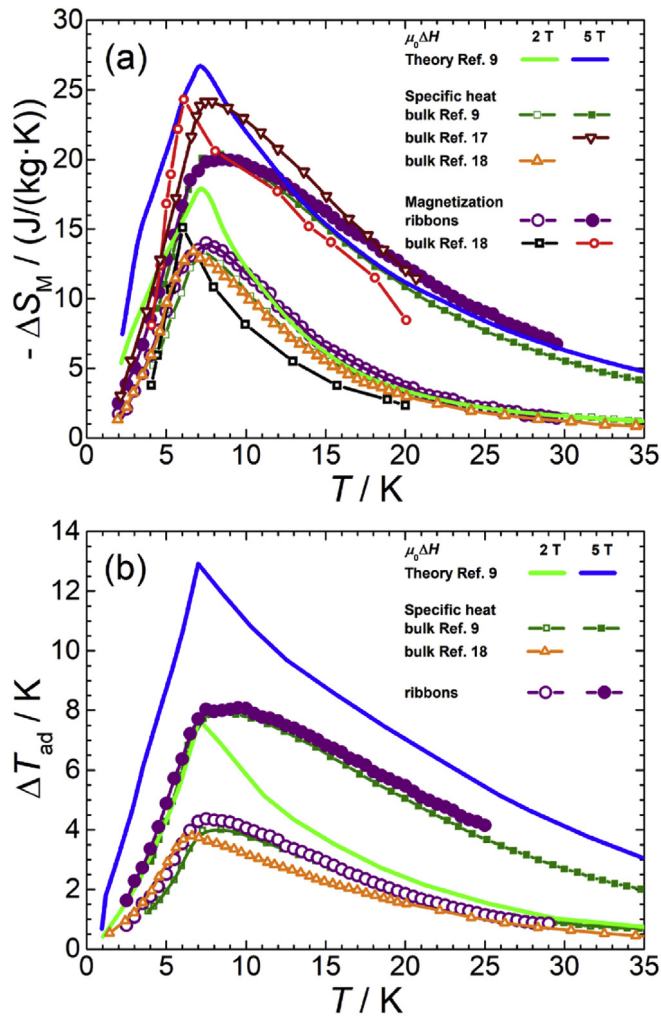 (a)
μ₀ΔH 2 T 5 T
Theory Ref. 9
Specific heat
bulk Ref. 9
bulk Ref. 17
bulk Ref. 18
Magnetization
ribbons
bulk Ref. 18
- ΔS_M / (J/(kg·K))
30
25
20
15
10
5
0
0 5 10 15 20 25 30 35
T / K
(b)
μ₀ΔH 2 T 5 T
Theory Ref. 9
Specific heat
bulk Ref. 9
bulk Ref. 18
ribbons
ΔT_ad / K
14
12
10
8
6
4
2
0
0 5 10 15 20 25 30 35
T / K